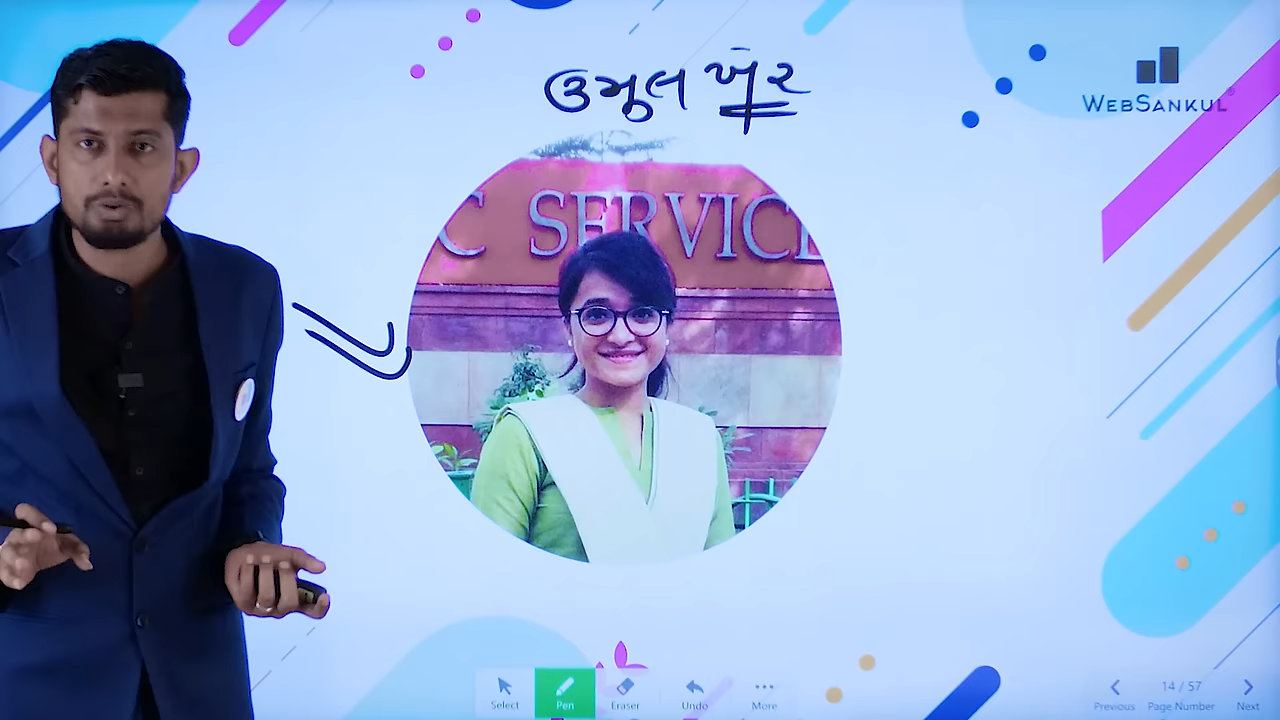 ઉમુલ ખેર
WEBSANKUL®
C SERVICE
Select
Pen
Eraser
Undo
More
14 / 57
Previous
Page Number
Next